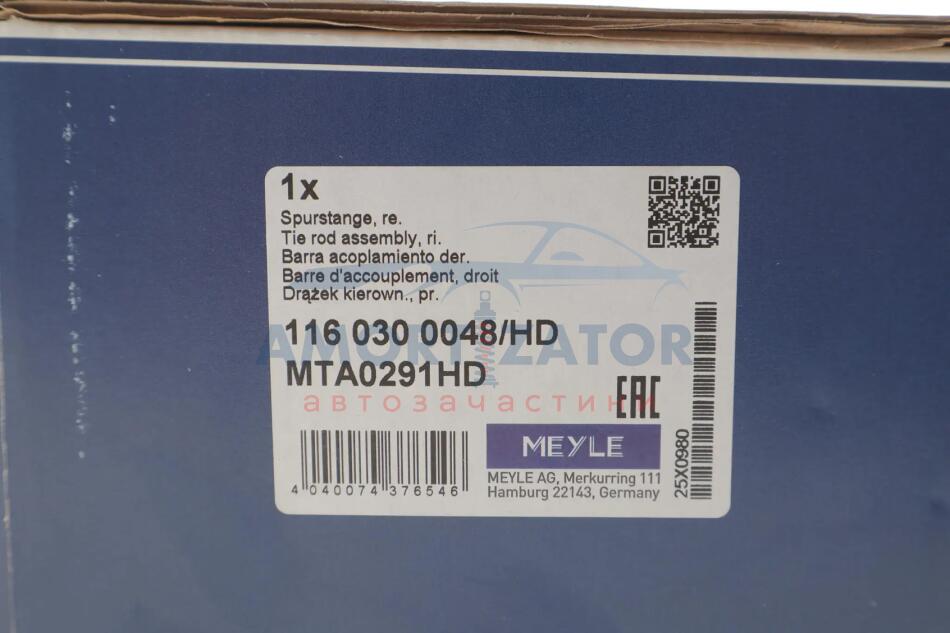 1x
Spurstange, re.
Tie rod assembly, ri.
Barra acoplamiento der.
Barre d'accouplement, droit
Drążek kierown., pr.
116 030 0048/HD
MTA0291HD
AMORTIZATOR
автозачастини
EAC
MEYLE
MEYLE AG, Merkurring 111
Hamburg 22143, Germany
4 040074 376546
25X0980